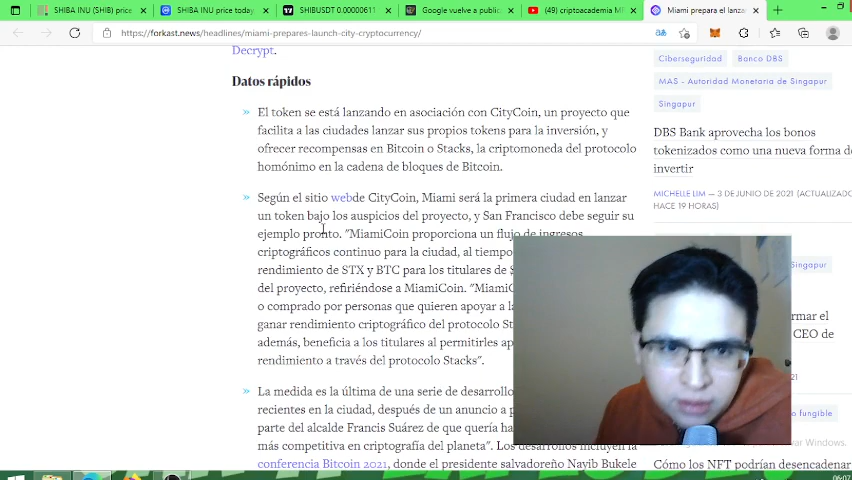 SHIBA INU (SHIB) price
SHIBA INU price today
SHIBUSDT 0.00000611
Google vuelve a public
(49) criptoacademia MR
Miami prepara el lanza
https://forkast.news/headlines/miami-prepares-launch-city-cryptocurrency/
Decrypt.
Datos rápidos
El token se está lanzando en asociación con CityCoin, un proyecto que
facilita a las ciudades lanzar sus propios tokens para la inversión, y
ofrecer recompensas en Bitcoin o Stacks, la criptomoneda del protocolo
homónimo en la cadena de bloques de Bitcoin.
Según el sitio webde CityCoin, Miami será la primera ciudad en lanzar
un token bajo los auspicios del proyecto, y San Francisco debe seguir su
ejemplo pronto. "MiamiCoin proporciona un flujo de ingresos
criptográficos continuo para la ciudad, al tiempo
rendimiento de STX y BTC para los titulares de
del proyecto, refiriéndose a MiamiCoin. "Miami
o comprado por personas que quieren apoyar a la
ganar rendimiento criptográfico del protocolo
además, beneficia a los titulares al permitirles
rendimiento a través del protocolo Stacks".
La medida es la última de una serie de desarrollo
recientes en la ciudad, después de un anuncio a
parte del alcalde Francis Suárez de que quería
más competitiva en criptografía del planeta". Los desarrollos incluyen la
conferencia Bitcoin 2021, donde el presidente salvadoreño Nayib Bukele
Ciberseguridad
Banco DBS
MAS - Autoridad Monetaria de Singapur
Singapur
DBS Bank aprovecha los bonos
tokenizados como una nueva forma de
invertir
MICHELLE LIM — 3 DE JUNIO DE 2021 (ACTUALIZADO
HACE 19 HORAS)
Singapur
rmar el
CEO de
21
o fungible
ar Windows.
Cómo los NFT podrían desencadenar
06:07